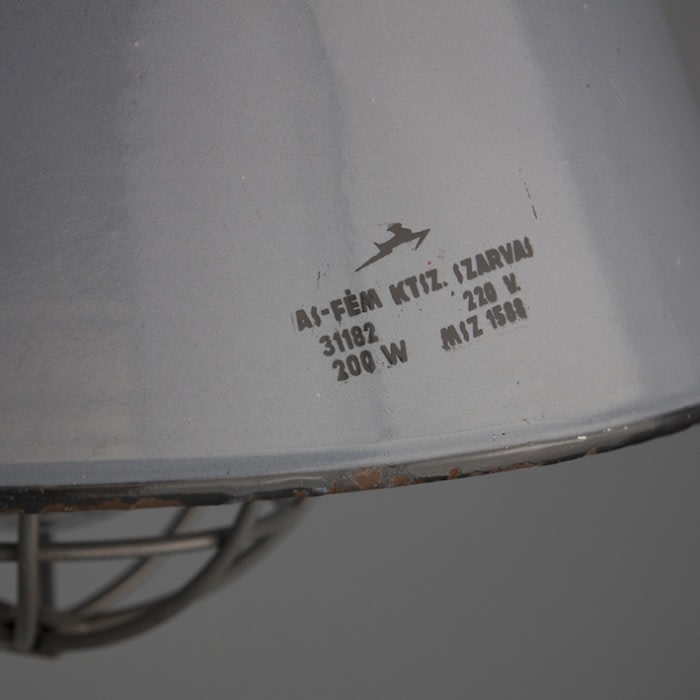 AS-FÉM KTSZ. SZARVAS
31182 220 V.
200 W MSZ 1588